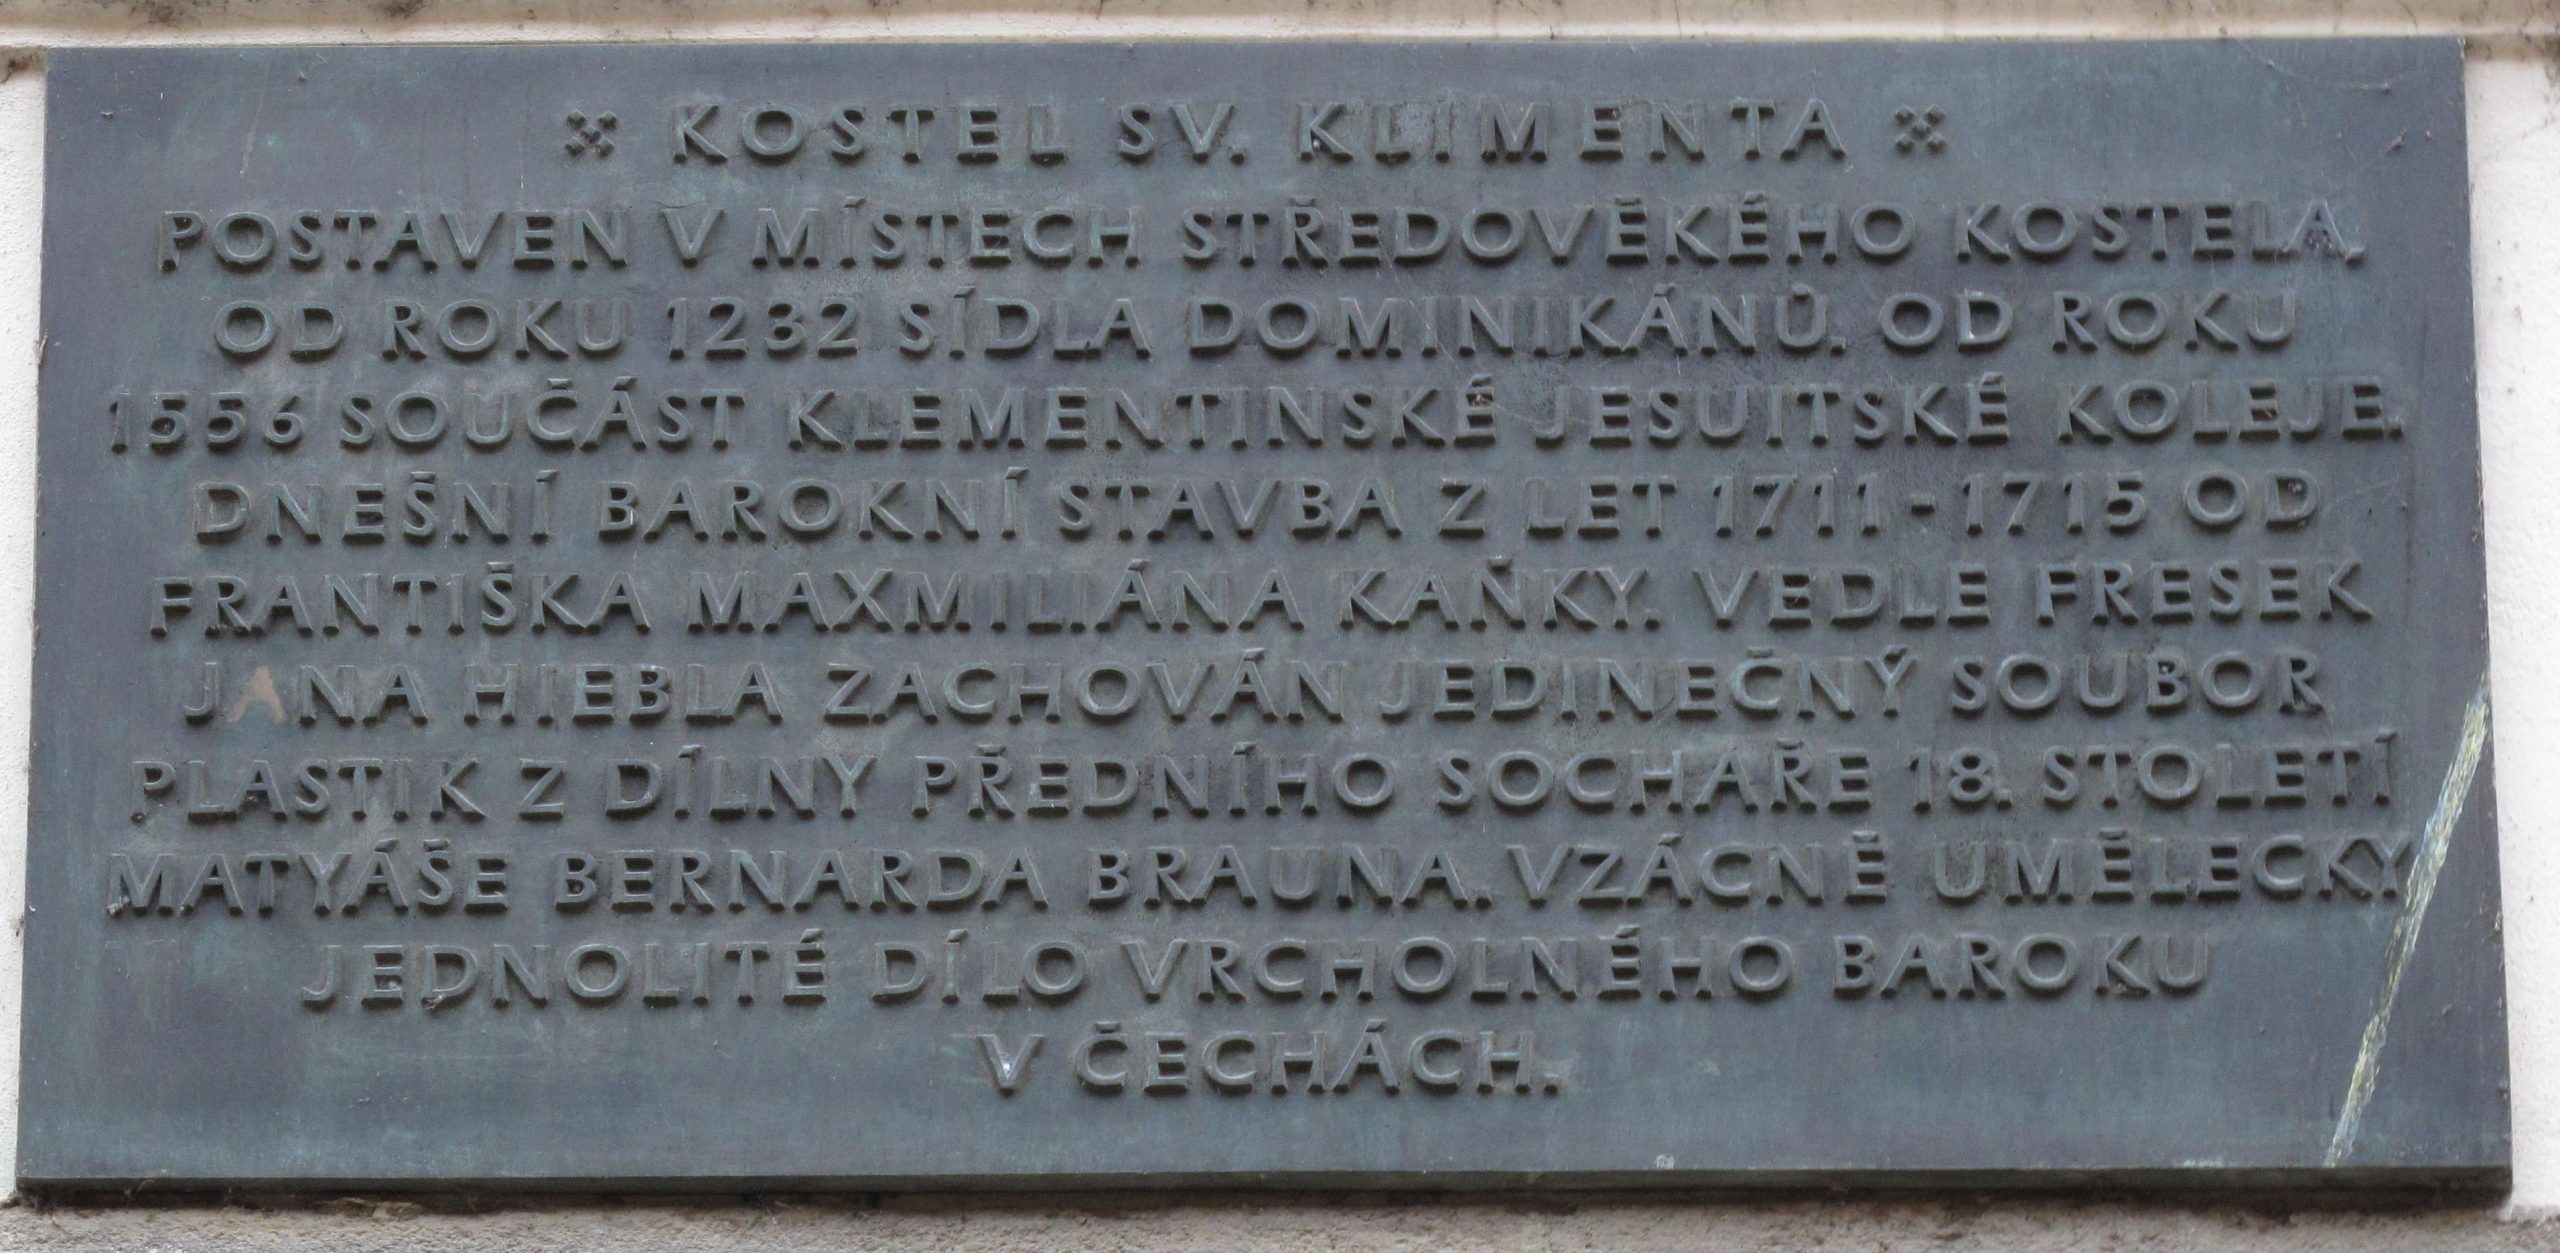 KOSTEL SV. KLIMENTA
POSTAVEN V MÍSTECH STŘEDOVĚKÉHO KOSTELA,
OD ROKU 1232 SÍDLA DOMINIKÁNŮ. OD ROKU
1556 SOUČÁST KLEMENTINSKÉ JESUITSKÉ KOLEJE.
DNEŠNÍ BAROKNÍ STAVBA Z LET 1711 - 1715 OD
FRANTIŠKA MAXMILIÁNA KAŇKY. VEDLE FRESEK
JANA HIEBLA ZACHOVÁN JEDINEČNÝ SOUBOR
PLASTIK Z DÍLNY PŘEDNÍHO SOCHAŘE 18. STOLETÍ
MATYÁŠE BERNARDA BRAUNA. VZÁCNĚ UMĚLECKY
JEDNOLITÉ DÍLO VRCHOLNÉHO BAROKU
V ČECHÁCH.